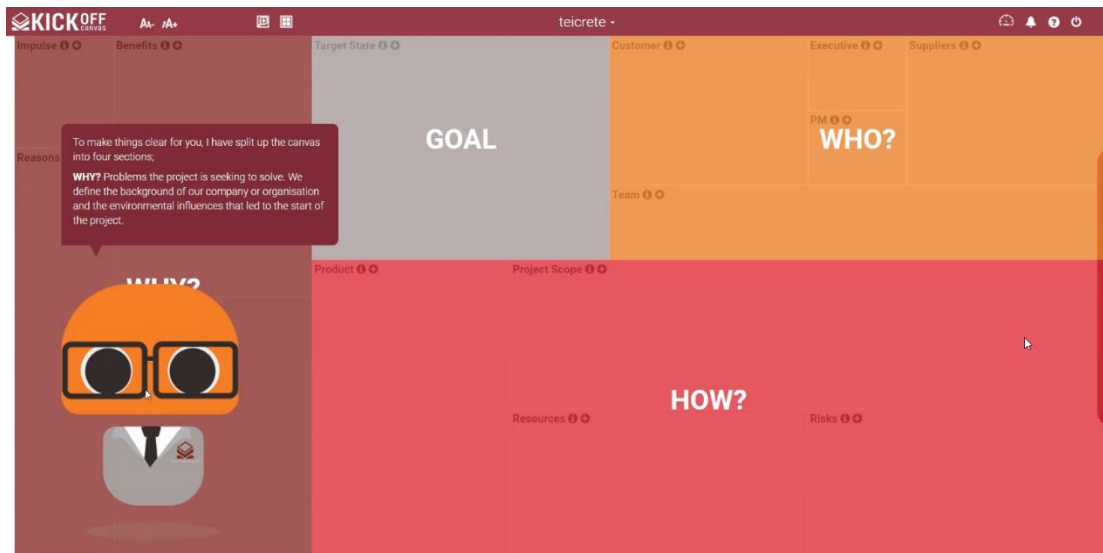 KICKOFF canvas AA- AA+ teicrete
Impulse Benefits Target State Customer Executive Suppliers
PM
Reasons
Team
GOAL
WHO?
To make things clear for you, I have split up the canvas
into four sections;
WHY? Problems the project is seeking to solve. We
define the background of our company or organisation
and the environmental influences that led to the start of
the project.
WHY?
Product Project Scope
HOW?
Resources Risks